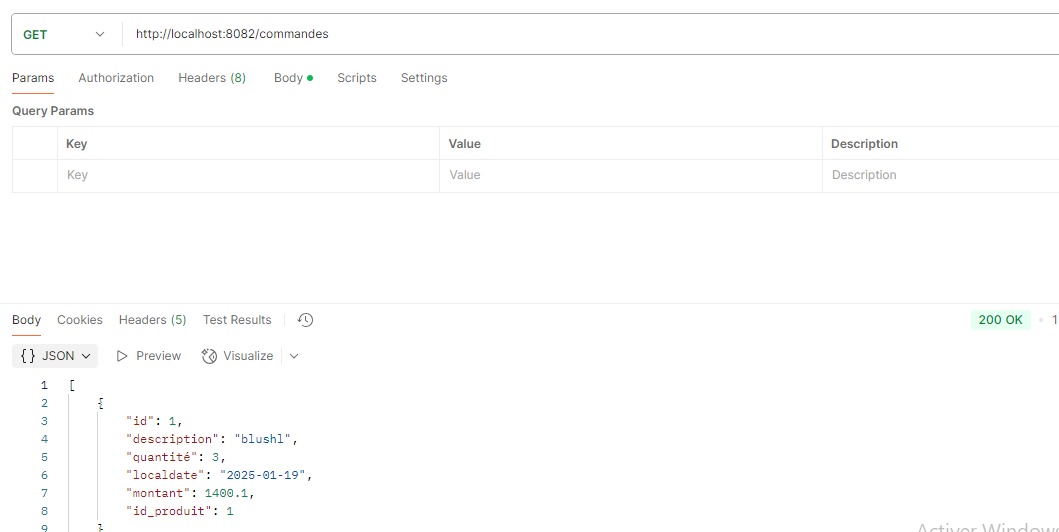 GET http://localhost:8082/commandes
Params Authorization Headers (8) Body Scripts Settings
Query Params
Key Value Description
Key Value Description
Body Cookies Headers (5) Test Results 200 OK 1
{} JSON Preview Visualize
1 [
2 {
3 "id": 1,
4 "description": "blushl",
5 "quantité": 3,
6 "localdate": "2025-01-19",
7 "montant": 1400.1,
8 "id_produit": 1
9 }
Activer Windows